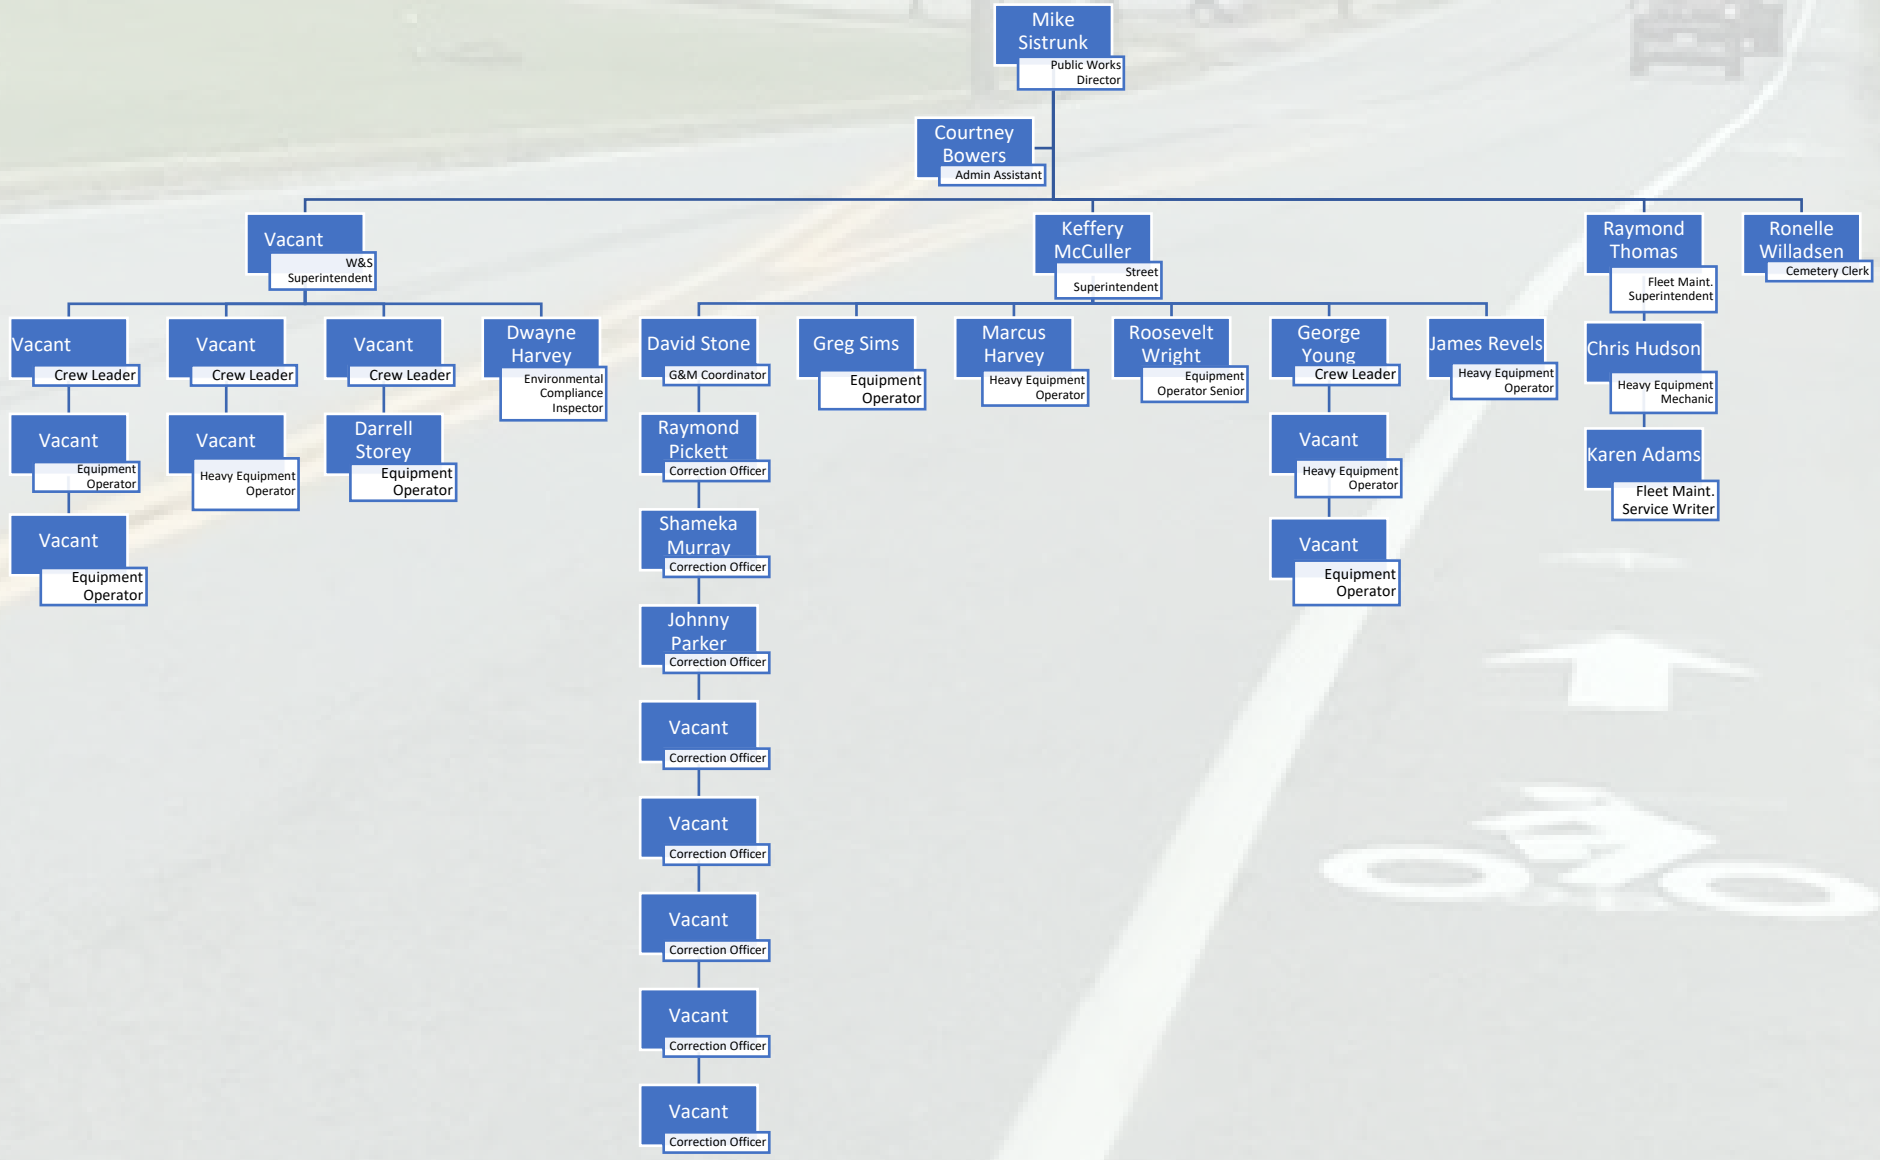 Mike
Sistrunk
Public Works
Director
Courtney
Bowers
Admin Assistant
Vacant
W&S
Superintendent
Keffery
McCuller
Street
Superintendent
Raymond
Thomas
Fleet Maint.
Superintendent
Ronelle
Willadsen
Cemetery Clerk
Vacant
Crew Leader
Vacant
Equipment
Operator
Vacant
Equipment
Operator
Vacant
Crew Leader
Vacant
Heavy Equipment
Operator
Vacant
Crew Leader
Darrell
Storey
Equipment
Operator
Dwayne
Harvey
Environmental
Compliance
Inspector
David Stone
G&M Coordinator
Raymond
Pickett
Correction Officer
Shameka
Murray
Correction Officer
Johnny
Parker
Correction Officer
Vacant
Correction Officer
Vacant
Correction Officer
Vacant
Correction Officer
Vacant
Correction Officer
Vacant
Correction Officer
Greg Sims
Equipment
Operator
Marcus
Harvey
Heavy Equipment
Operator
Roosevelt
Wright
Equipment
Operator Senior
George
Young
Crew Leader
Vacant
Heavy Equipment
Operator
Vacant
Equipment
Operator
James Revels
Heavy Equipment
Operator
Chris Hudson
Heavy Equipment
Mechanic
Karen Adams
Fleet Maint.
Service Writer